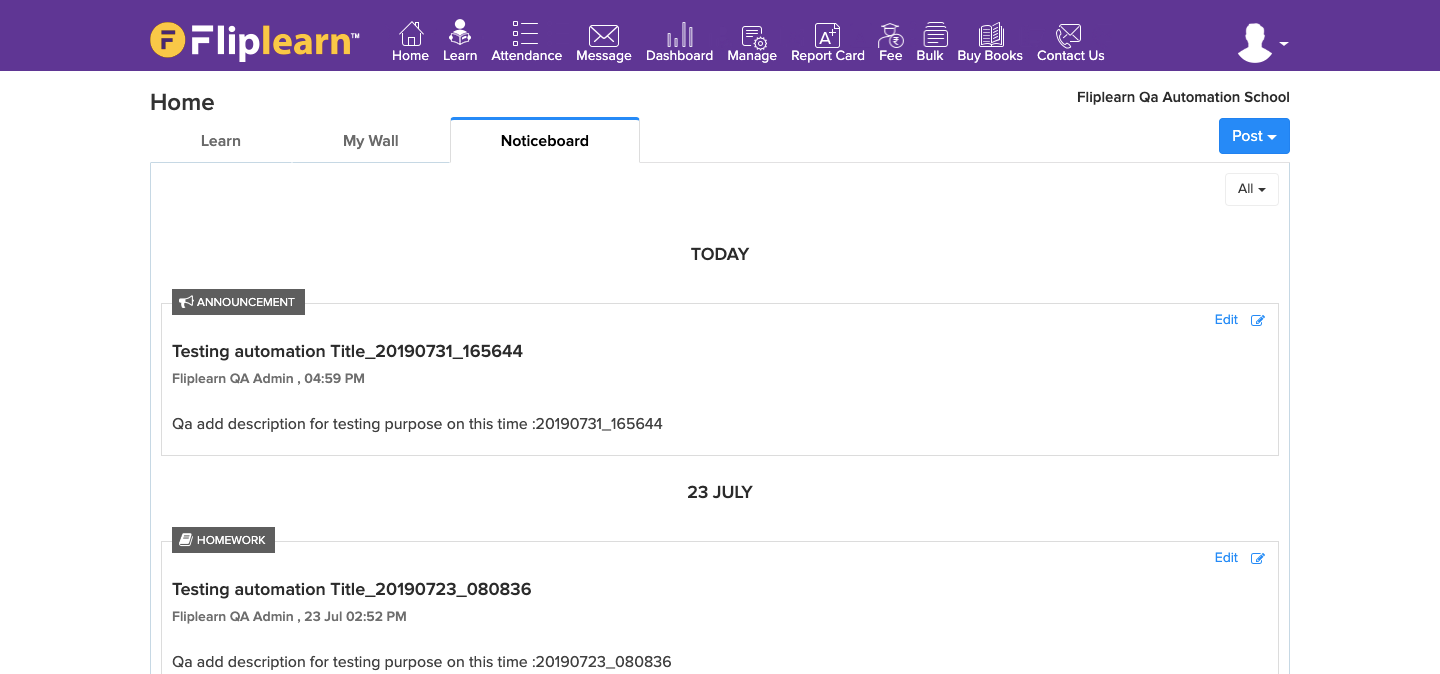 Fliplearn™
Home Learn Attendance Message Dashboard Manage Report Card Fee Bulk Buy Books Contact Us
Home
Fliplearn Qa Automation School
Learn My Wall Noticeboard
Post
All
TODAY
ANNOUNCEMENT
Edit
Testing automation Title_20190731_165644
Fliplearn QA Admin , 04:59 PM
Qa add description for testing purpose on this time :20190731_165644
23 JULY
HOMEWORK
Edit
Testing automation Title_20190723_080836
Fliplearn QA Admin , 23 Jul 02:52 PM
Qa add description for testing purpose on this time :20190723_080836